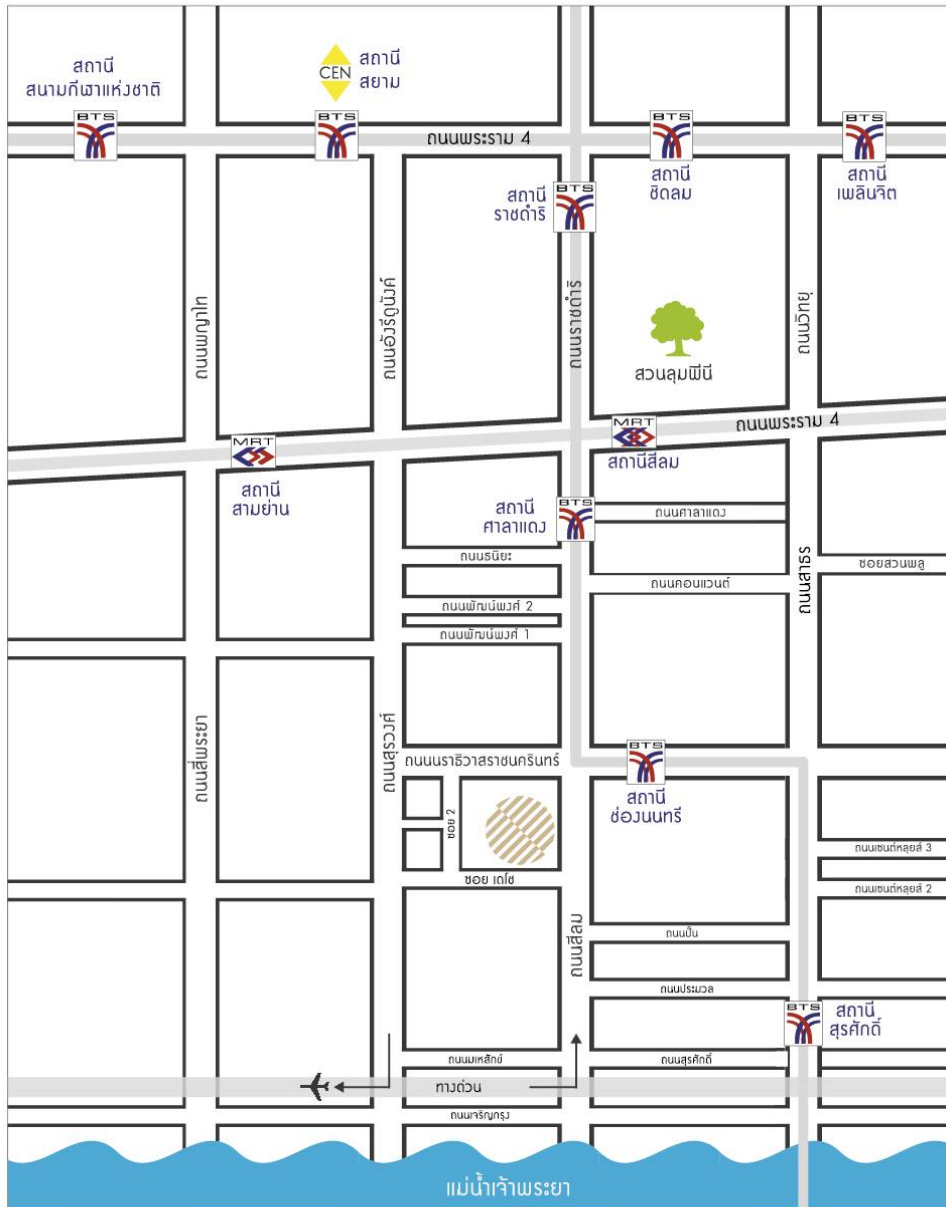 สถานี
สนามกีฬาแห่งชาติ
BTS
CEN
สถานี
สยาม
BTS
ถนนพระราม 4
BTS
สถานี
ชิดลม
BTS
สถานี
เพลินจิต
สถานี
ราชดำริ
BTS
ถนนพญาไท
ถนนอังรีดูนังค์
ถนนราชดำริ
สวนลุมพินี
ถนนวิทยุ
MRT
สถานี
สามย่าน
MRT
สถานีสีลม
ถนนพระราม 4
สถานี
ศาลาแดง
BTS
ถนนศาลาแดง
ถนนธนิยะ
ถนนคอนแวนต์
ถนนสาธร
ซอยสวนพลู
ถนนพัฒน์พงศ์ 2
ถนนพัฒน์พงศ์ 1
ถนนสี่พระยา
ถนนสุรวงศ์
ถนนนราธิวาสราชนครินทร์
BTS
สถานี
ช่องนนทรี
ซอย 2
ซอย เดโช
ถนนเซนต์หลุยส์ 3
ถนนเซนต์หลุยส์ 2
ถนนสีลม
ถนนปั้น
ถนนประมวล
BTS
สถานี
สุรศักดิ์
ถนนมเหสักข์
ถนนสุรศักดิ์
ทางด่วน
ถนนเจริญกรุง
แม่น้ำเจ้าพระยา